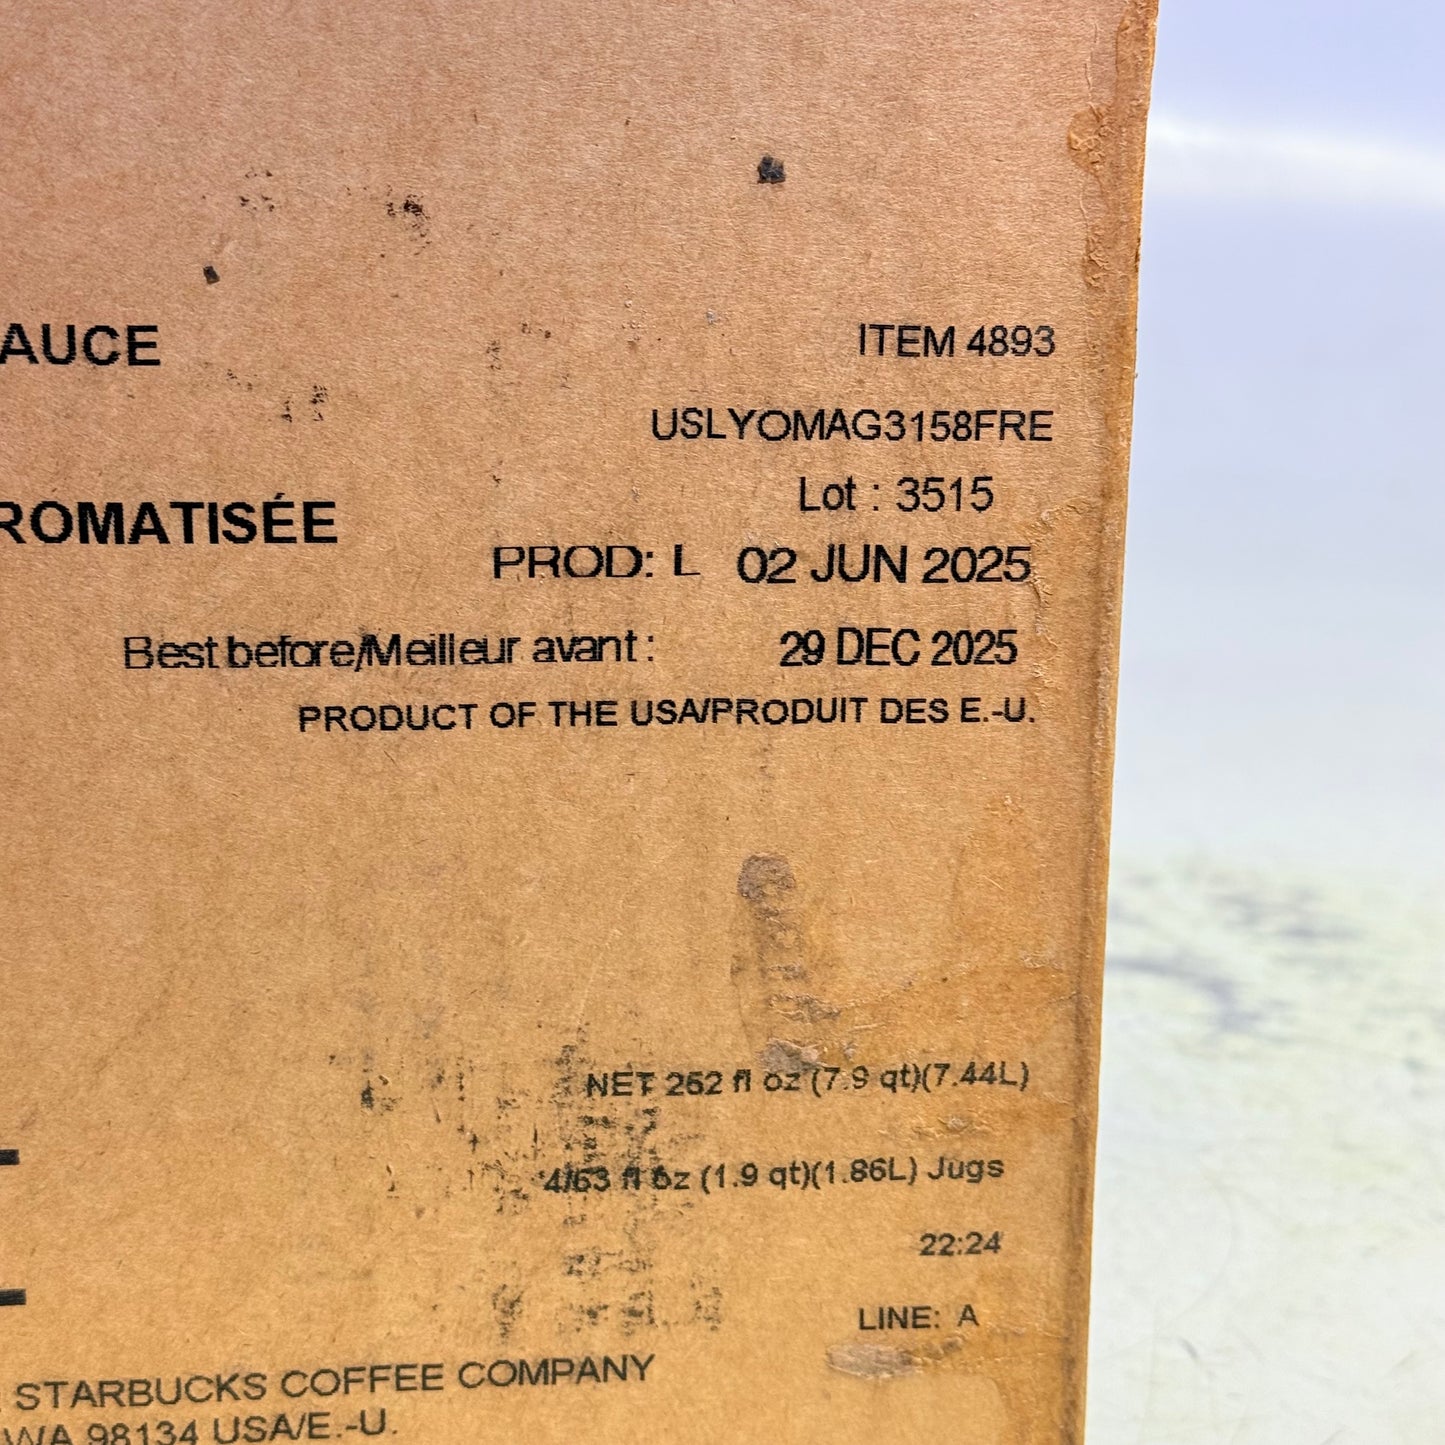 AUCE
ITEM 4893
USLYOMAG3158FRE
Lot : 3515
ROMATISÉE
PROD: L 02 JUN 2025
Best before/Meilleur avant : 29 DEC 2025
PRODUCT OF THE USA/PRODUIT DES E.-U.
NET 252 fl oz (7.9 qt)(7.44L)
4/63 fl oz (1.9 qt)(1.86L) Jugs
22:24
LINE: A
STARBUCKS COFFEE COMPANY
WA 98134 USA/E.-U.